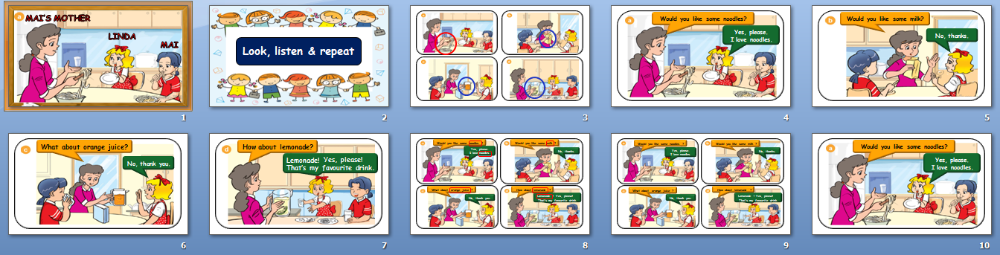 a MAI'S MOTHER
LINDA
MAI
1
Look, listen & repeat
2
a
b
c
d
3
a
Would you like some noodles?
Yes, please.
I love noodles.
4
b
Would you like some milk?
No, thanks.
5
c
What about orange juice?
No, thank you.
6
d
How about lemonade?
Lemonade! Yes, please!
That's my favourite drink.
7
a
Would you like some noodles ?
Yes, please.
I love noodles.
b
Would you like some milk ?
No, thanks.
c
What about orange juice ?
No, thank you.
d
How about lemonade ?
Lemonade ! Yes, please!
That's my favourite drink.
8
a
Would you like some noodles ?
Yes, please.
I love noodles.
b
Would you like some milk ?
No, thanks.
c
What about orange juice ?
No, thank you.
d
How about lemonade ?
Lemonade ! Yes, please!
That's my favourite drink.
9
a
Would you like some noodles?
Yes, please.
I love noodles.
10